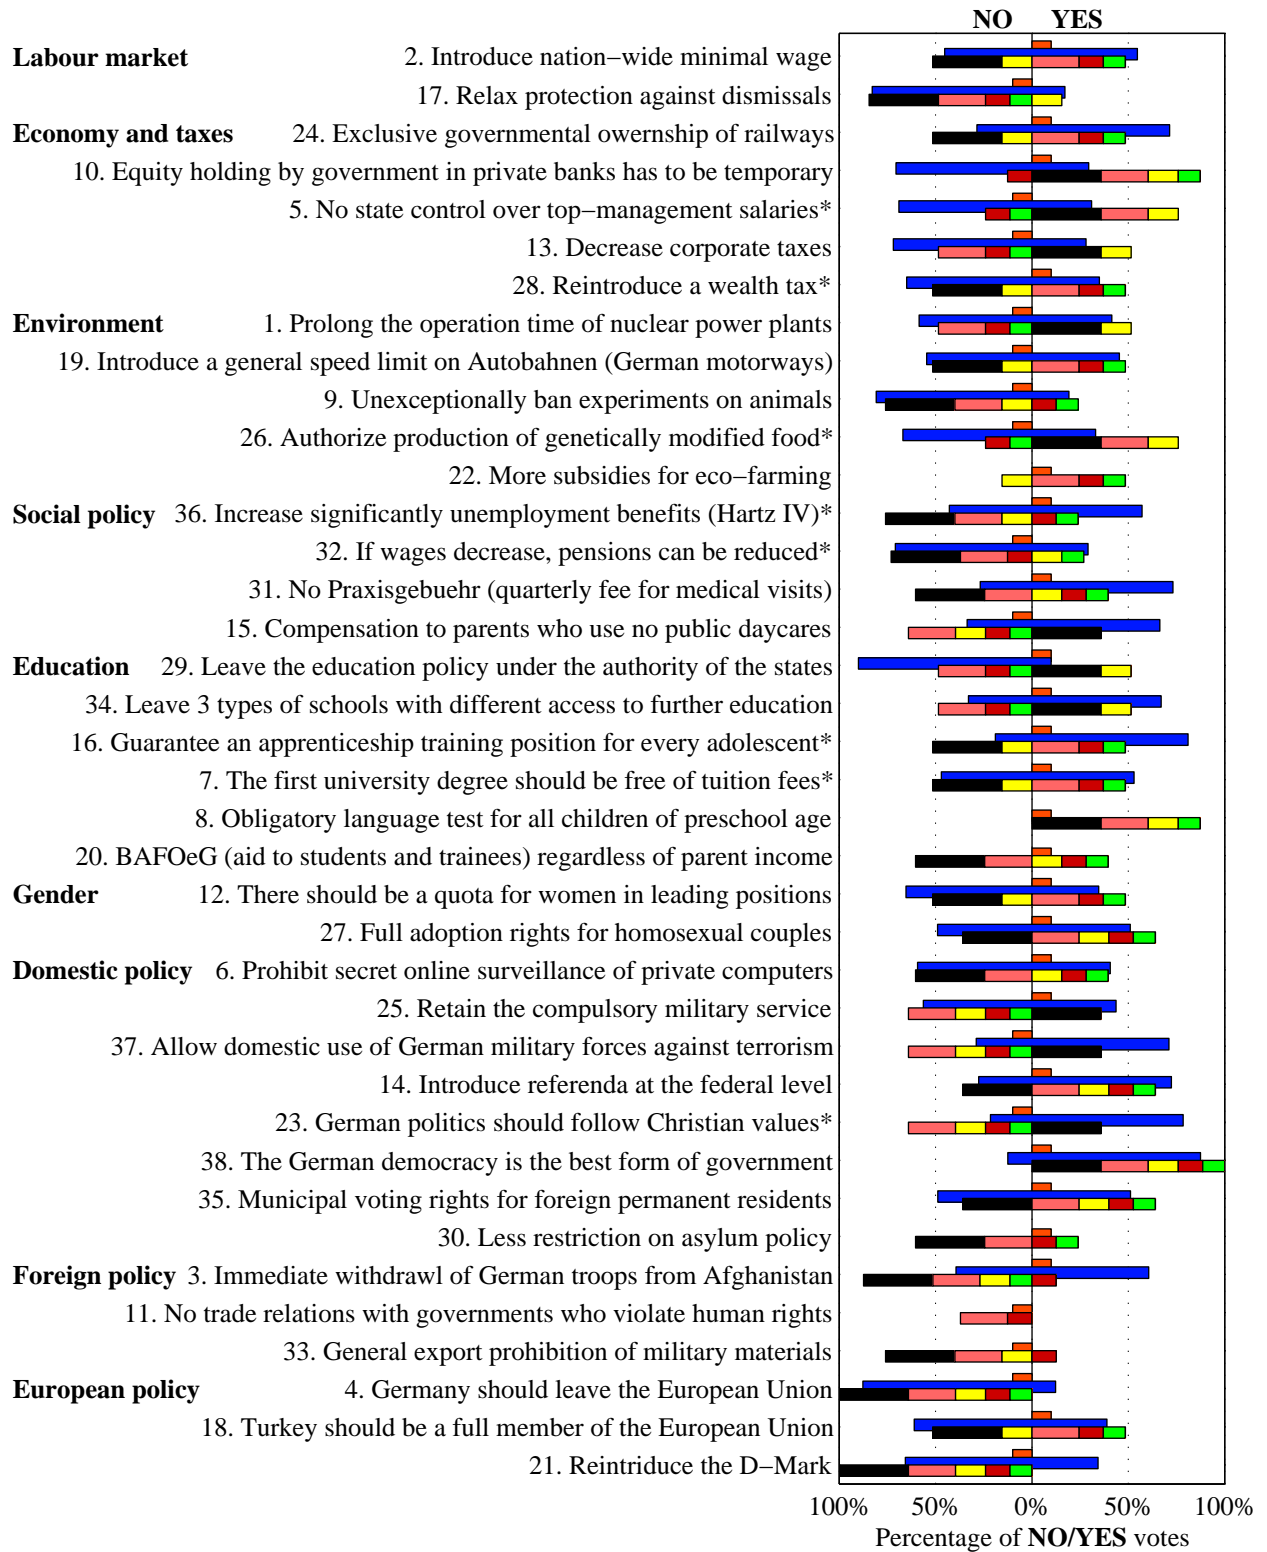 NO YES
Labour market 2. Introduce nation−wide minimal wage
17. Relax protection against dismissals
Economy and taxes 24. Exclusive governmental owernship of railways
10. Equity holding by government in private banks has to be temporary
5. No state control over top−management salaries*
13. Decrease corporate taxes
28. Reintroduce a wealth tax*
Environment 1. Prolong the operation time of nuclear power plants
19. Introduce a general speed limit on Autobahnen (German motorways)
9. Unexceptionally ban experiments on animals
26. Authorize production of genetically modified food*
22. More subsidies for eco−farming
Social policy 36. Increase significantly unemployment benefits (Hartz IV)*
32. If wages decrease, pensions can be reduced*
31. No Praxisgebuehr (quarterly fee for medical visits)
15. Compensation to parents who use no public daycares
Education 29. Leave the education policy under the authority of the states
34. Leave 3 types of schools with different access to further education
16. Guarantee an apprenticeship training position for every adolescent*
7. The first university degree should be free of tuition fees*
8. Obligatory language test for all children of preschool age
20. BAFOeG (aid to students and trainees) regardless of parent income
Gender 12. There should be a quota for women in leading positions
27. Full adoption rights for homosexual couples
Domestic policy 6. Prohibit secret online surveillance of private computers
25. Retain the compulsory military service
37. Allow domestic use of German military forces against terrorism
14. Introduce referenda at the federal level
23. German politics should follow Christian values*
38. The German democracy is the best form of government
35. Municipal voting rights for foreign permanent residents
30. Less restriction on asylum policy
Foreign policy 3. Immediate withdrawl of German troops from Afghanistan
11. No trade relations with governments who violate human rights
33. General export prohibition of military materials
European policy 4. Germany should leave the European Union
18. Turkey should be a full member of the European Union
21. Reintriduce the D−Mark
100% 50% 0% 50% 100%
Percentage of NO/YES votes